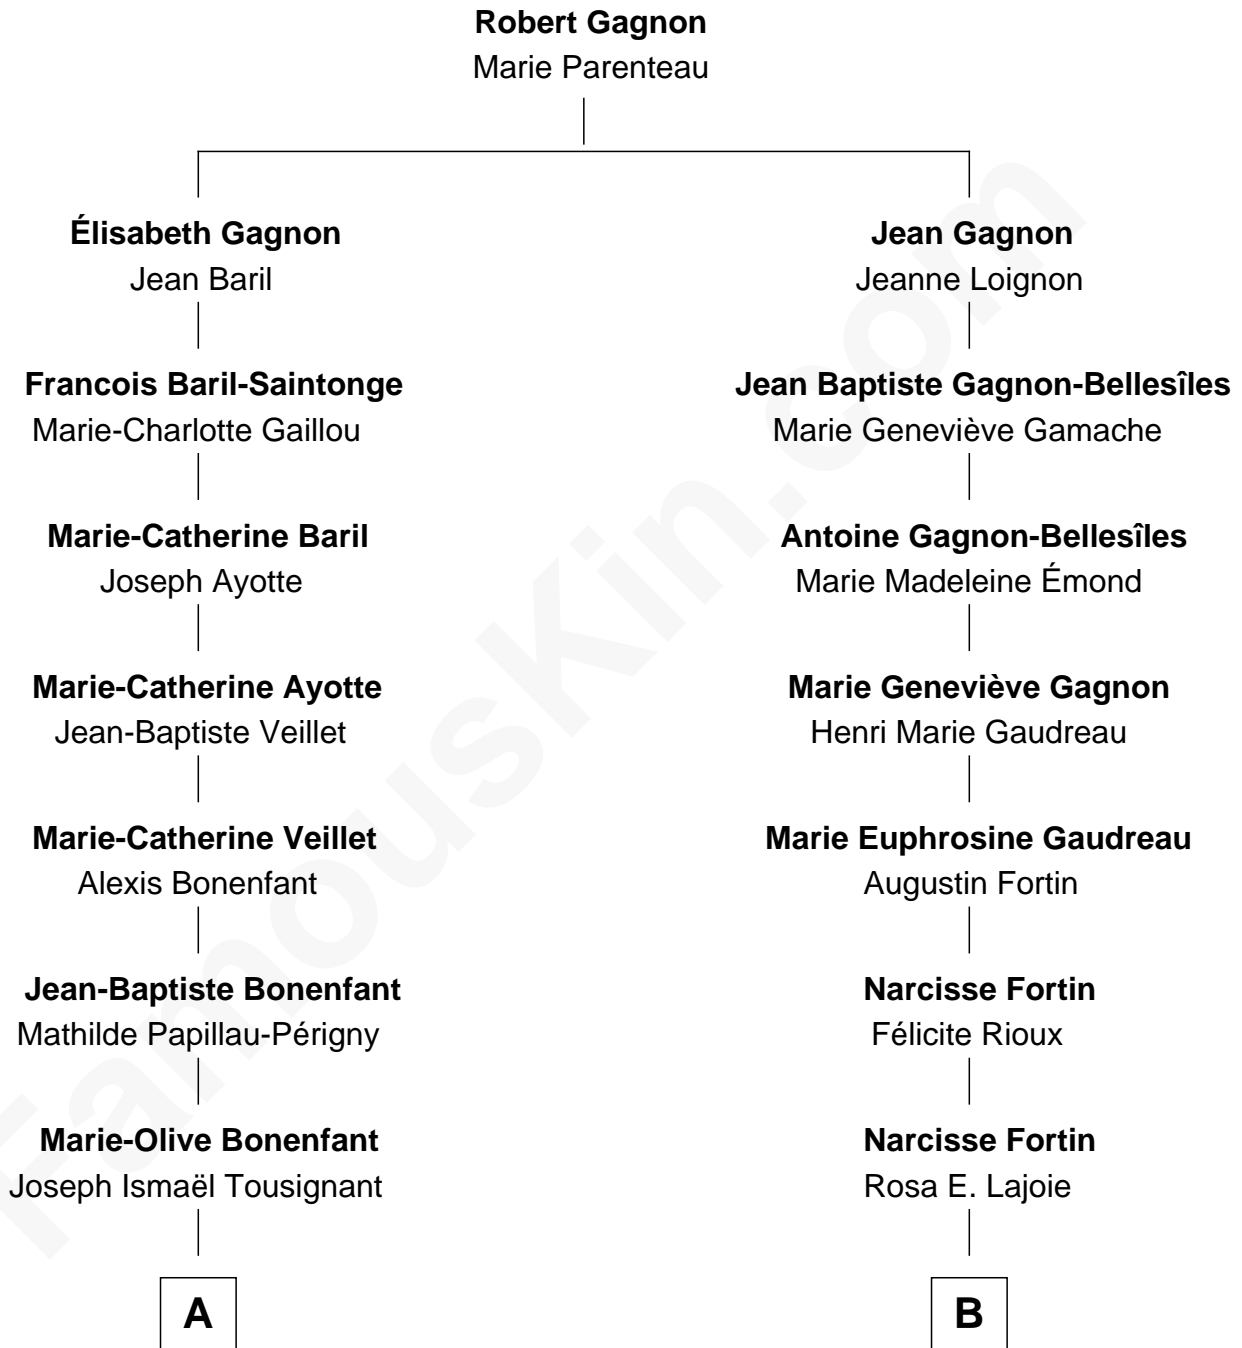 Robert Gagnon
Marie Parenteau
Élisabeth Gagnon
Jean Baril
Jean Gagnon
Jeanne Loignon
Francois Baril-Saintonge
Marie-Charlotte Gaillou
Jean Baptiste Gagnon-Bellesîles
Marie Geneviève Gamache
Marie-Catherine Baril
Joseph Ayotte
Antoine Gagnon-Bellesîles
Marie Madeleine Émond
Marie-Catherine Ayotte
Jean-Baptiste Veillet
Marie Geneviève Gagnon
Henri Marie Gaudreau
Marie-Catherine Veillet
Alexis Bonenfant
Marie Euphrosine Gaudreau
Augustin Fortin
Jean-Baptiste Bonenfant
Mathilde Papillau-Périgny
Narcisse Fortin
Félicite Rioux
Marie-Olive Bonenfant
Joseph Ismaël Tousignant
Narcisse Fortin
Rosa E. Lajoie
A
B
FamousKin.com